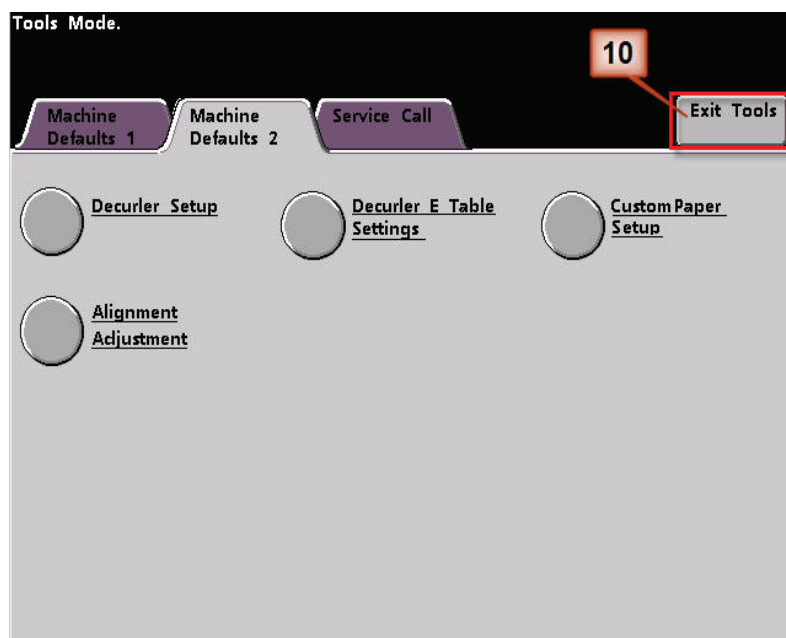 Tools Mode.
10
Machine
Defaults 1
Machine
Defaults 2
Service Call
Exit Tools
Decurler Setup
Decurler E Table
Settings
Custom Paper
Setup
Alignment
Adjustment